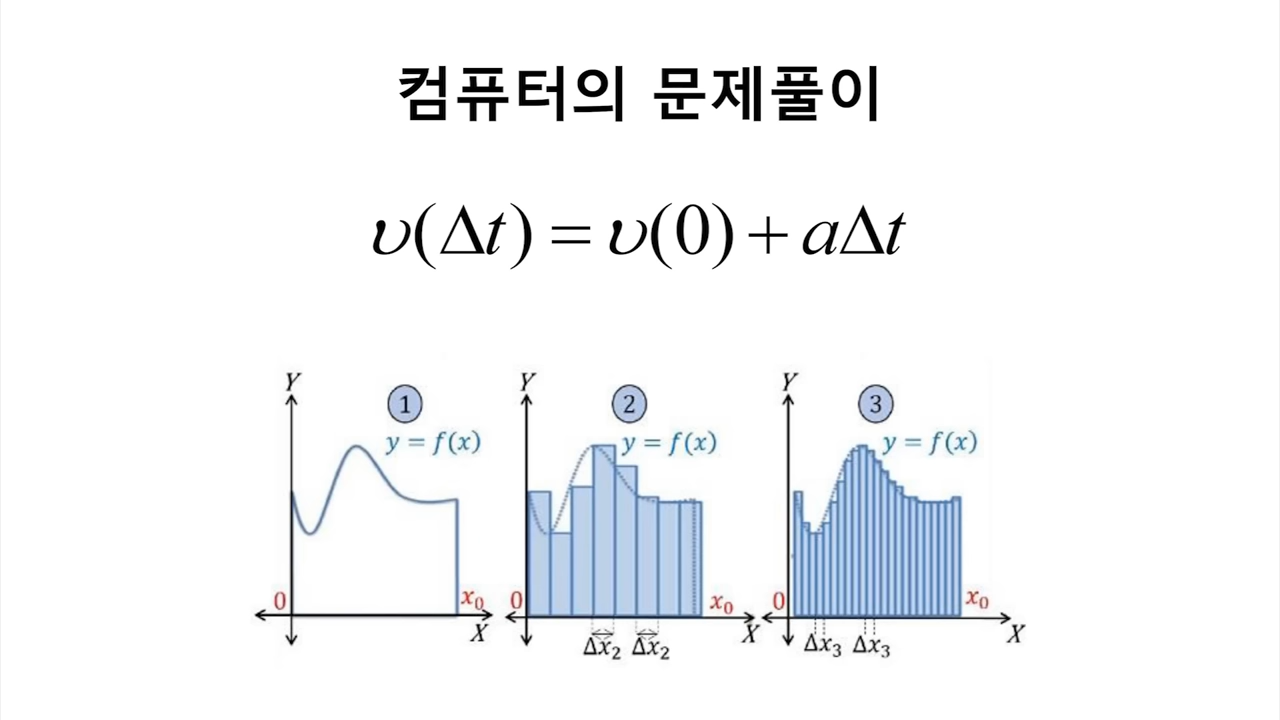 컴퓨터의 문제풀이
υ(Δt) = υ(0) + aΔt
Y
1
y = f(x)
0
x₀
X
Y
2
y = f(x)
0
x₀
X
Δx₂ Δx₂
Y
3
y = f(x)
0
x₀
X
Δx₃ Δx₃